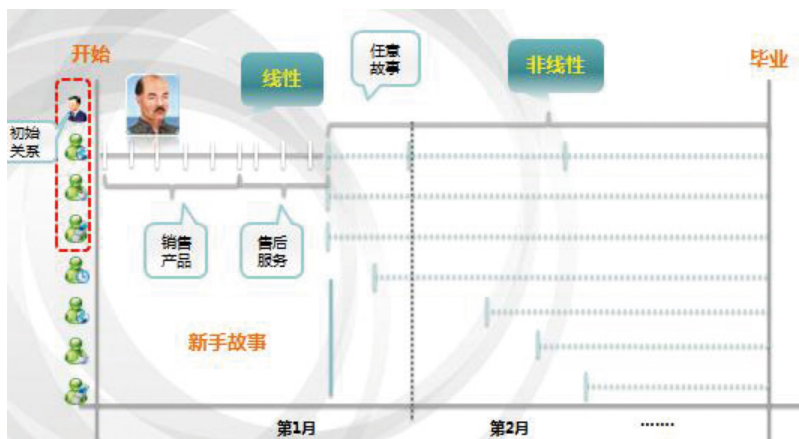 开始
线性
任意
故事
非线性
毕业
初始
关系
销售
产品
售后
服务
新手故事
第1月
第2月
.......